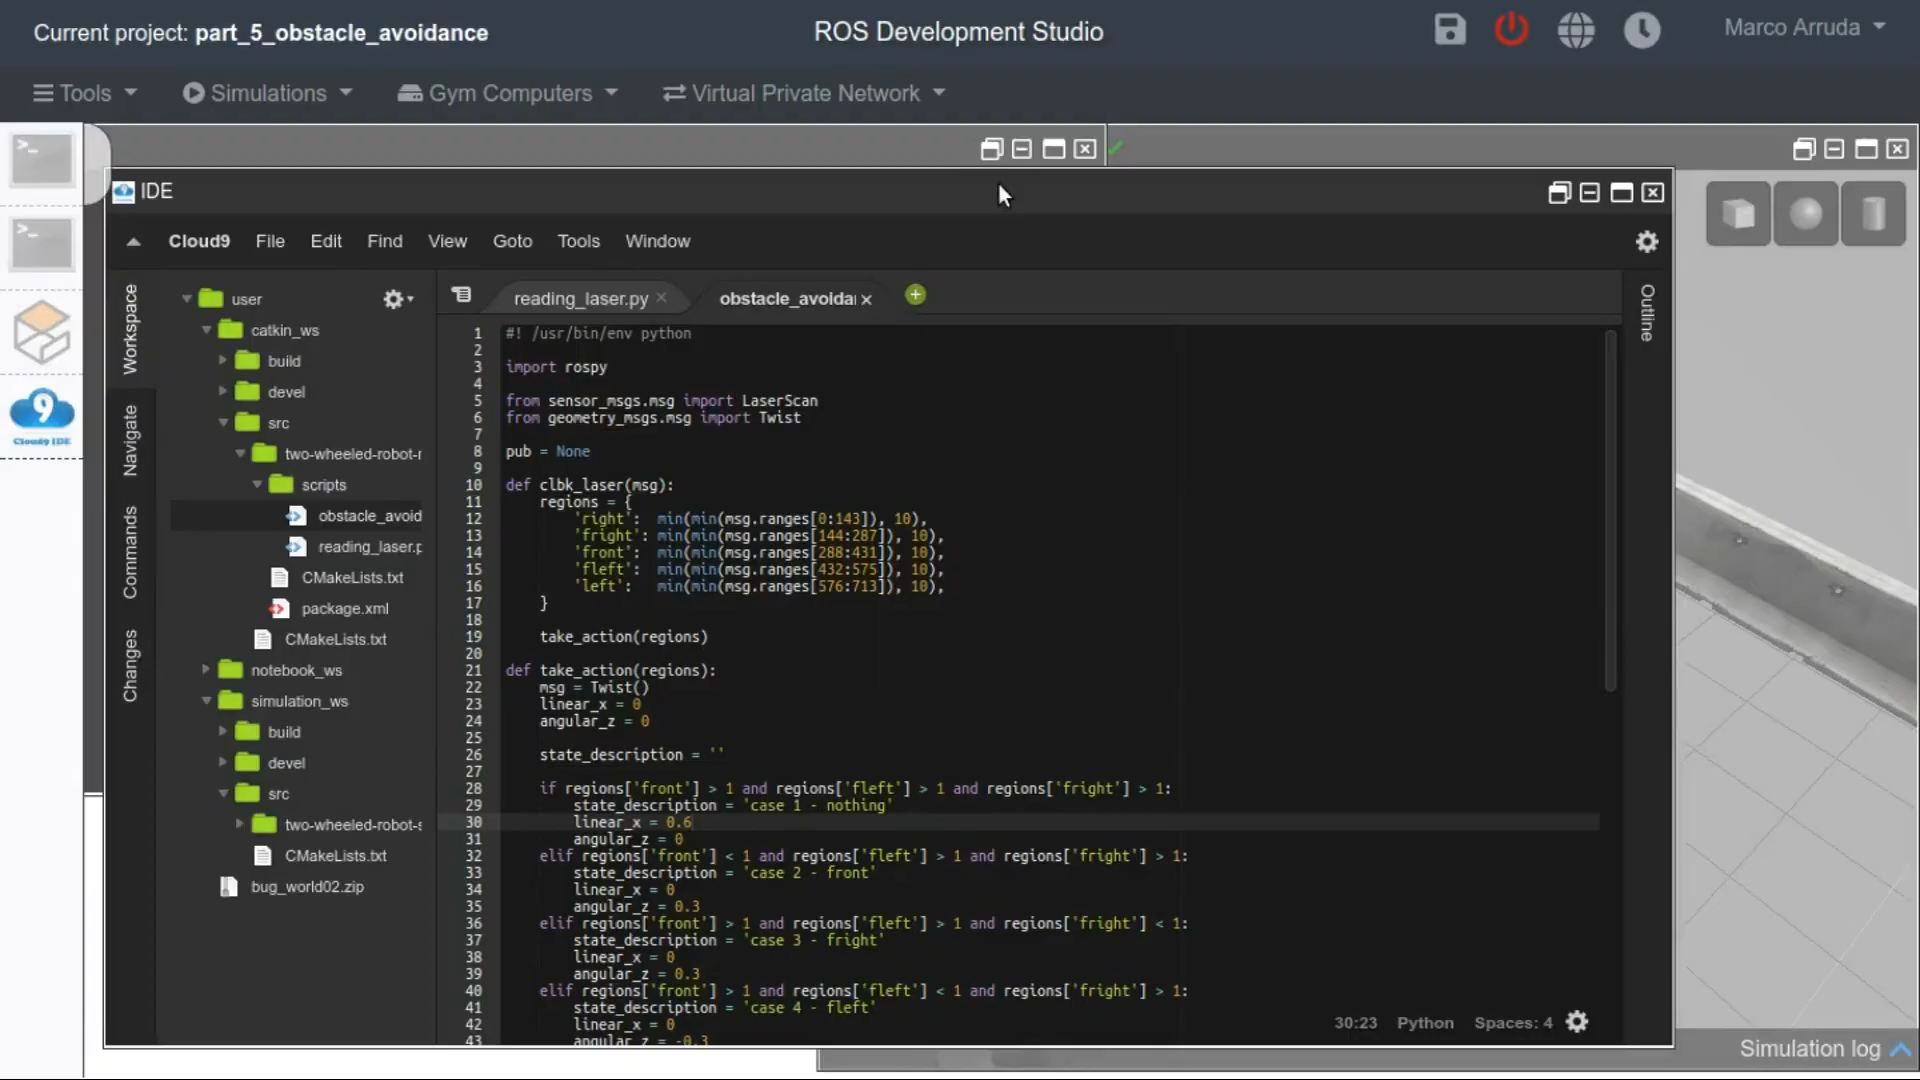 Current project: part_5_obstacle_avoidance
ROS Development Studio
Marco Arruda
Tools
Simulations
Gym Computers
Virtual Private Network
>_
>_
9
Cloud9 IDE
9 IDE
Cloud9 File Edit Find View Goto Tools Window
Workspace
Navigate
Commands
Changes
user
catkin_ws
build
devel
src
two-wheeled-robot-r
scripts
obstacle_avoid
reading_laser.p
CMakeLists.txt
package.xml
CMakeLists.txt
notebook_ws
simulation_ws
build
devel
src
two-wheeled-robot-s
CMakeLists.txt
bug_world02.zip
reading_laser.py
obstacle_avoidan
Outline
1 #! /usr/bin/env python
2
3 import rospy
4
5 from sensor_msgs.msg import LaserScan
6 from geometry_msgs.msg import Twist
7
8 pub = None
9
10 def clbk_laser(msg):
11 regions = {
12 'right': min(min(msg.ranges[0:143]), 10),
13 'fright': min(min(msg.ranges[144:287]), 10),
14 'front': min(min(msg.ranges[288:431]), 10),
15 'fleft': min(min(msg.ranges[432:575]), 10),
16 'left': min(min(msg.ranges[576:713]), 10),
17 }
18
19 take_action(regions)
20
21 def take_action(regions):
22 msg = Twist()
23 linear_x = 0
24 angular_z = 0
25
26 state_description = ''
27
28 if regions['front'] > 1 and regions['fleft'] > 1 and regions['fright'] > 1:
29 state_description = 'case 1 - nothing'
30 linear_x = 0.6
31 angular_z = 0
32 elif regions['front'] < 1 and regions['fleft'] > 1 and regions['fright'] > 1:
33 state_description = 'case 2 - front'
34 linear_x = 0
35 angular_z = 0.3
36 elif regions['front'] > 1 and regions['fleft'] > 1 and regions['fright'] < 1:
37 state_description = 'case 3 - fright'
38 linear_x = 0
39 angular_z = 0.3
40 elif regions['front'] > 1 and regions['fleft'] < 1 and regions['fright'] > 1:
41 state_description = 'case 4 - fleft'
42 linear_x = 0
43 angular_z = -0.3
30:23 Python Spaces: 4
Simulation log